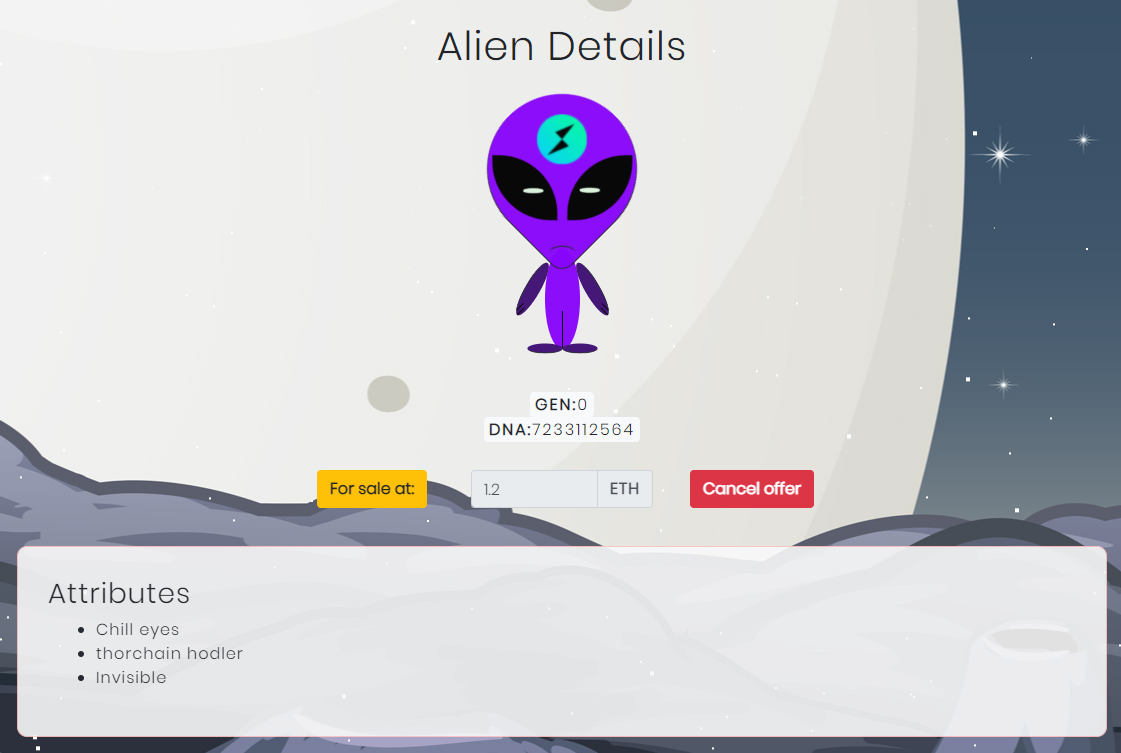 Alien Details
GEN:0
DNA:7233112564
For sale at:
1.2 ETH
Cancel offer
Attributes
Chill eyes
thorchain hodler
Invisible